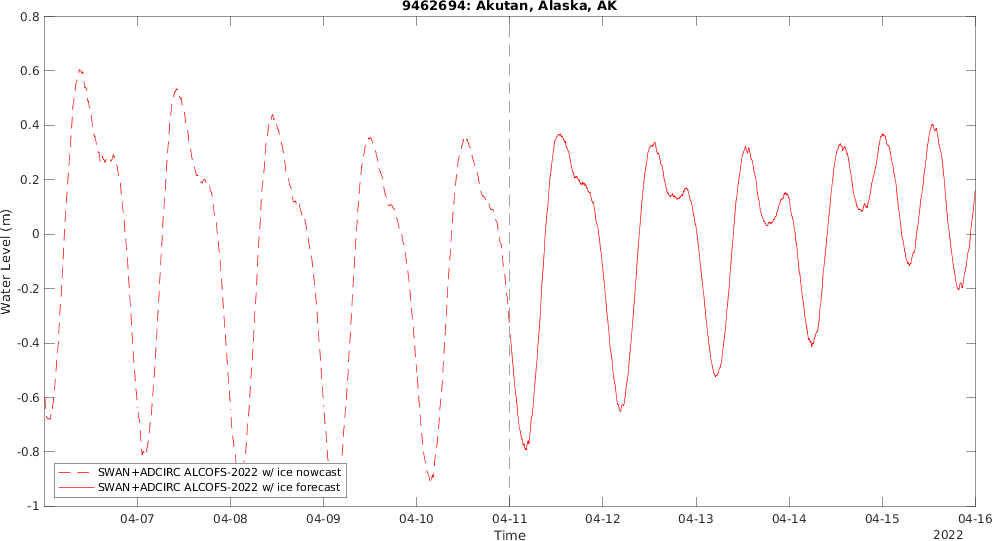 9462694: Akutan, Alaska, AK
Water Level (m)
0.8
0.6
0.4
0.2
0
-0.2
-0.4
-0.6
-0.8
-1
SWAN+ADCIRC ALCOFS-2022 w/ ice nowcast
SWAN+ADCIRC ALCOFS-2022 w/ ice forecast
04-07 04-08 04-09 04-10 04-11 04-12 04-13 04-14 04-15 04-16
Time
2022